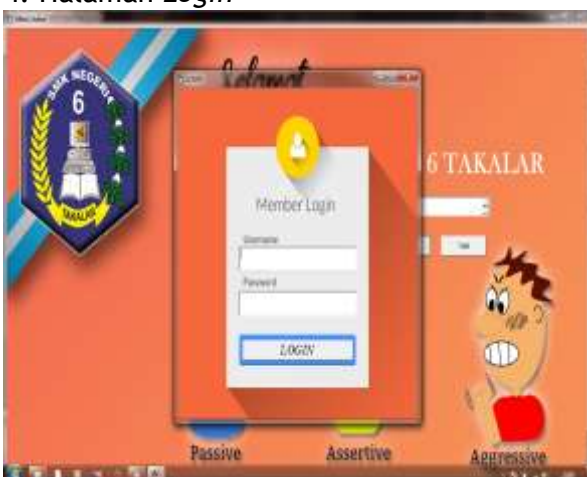 Halaman Login
Selamat
SMK NEGERI
6
TAKALAR
6 TAKALAR
Member Login
Username
Password
LOGIN
Passive
Assertive
Aggressive